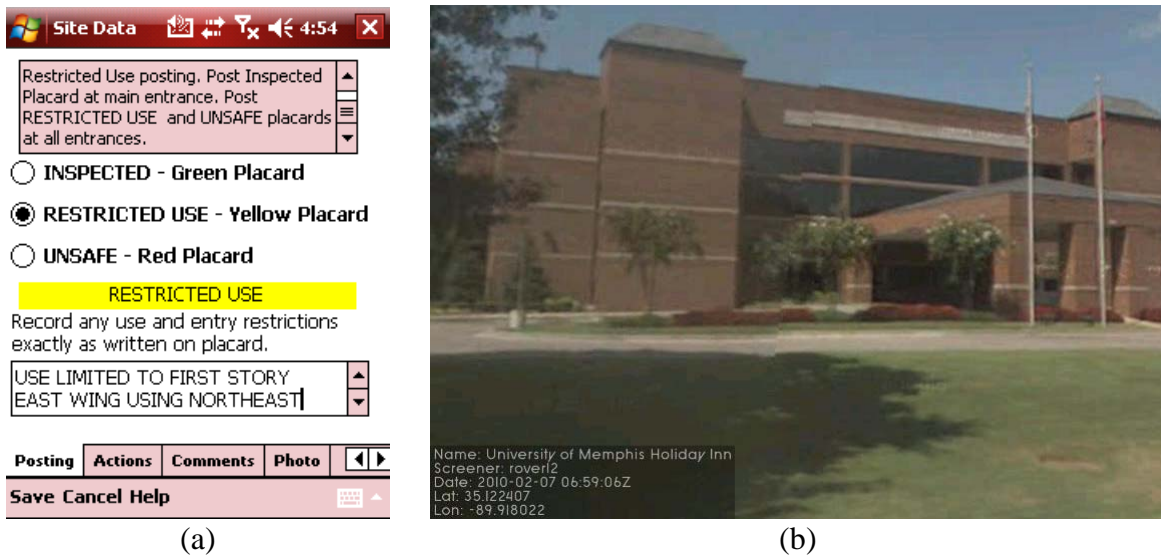 Site Data 4:54
Restricted Use posting. Post Inspected
Placard at main entrance. Post
RESTRICTED USE and UNSAFE placards
at all entrances.
INSPECTED - Green Placard
RESTRICTED USE - Yellow Placard
UNSAFE - Red Placard
RESTRICTED USE
Record any use and entry restrictions
exactly as written on placard.
USE LIMITED TO FIRST STORY
EAST WING USING NORTHEAST
Posting Actions Comments Photo
Save Cancel Help
(a)
Name: University of Memphis Holiday Inn
Screener: rover12
Date: 2010-02-07 06:59:06Z
Lat: 35.122407
Lon: -89.918022
(b)